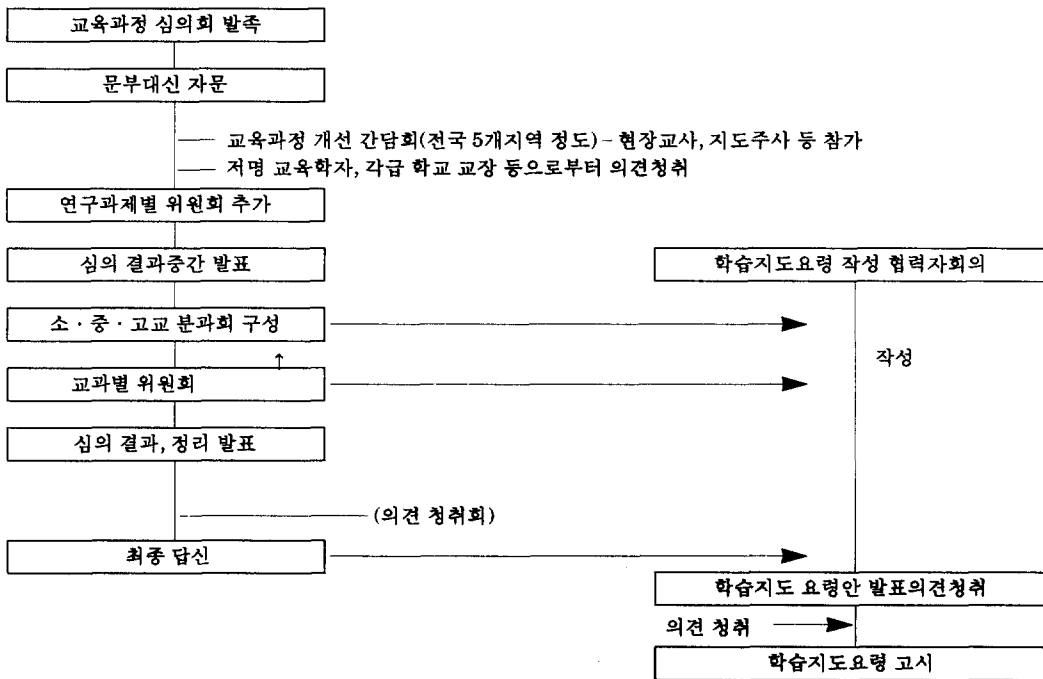 교육과정 심의회 발족
문부대신 자문
교육과정 개선 간담회(전국 5개지역 정도) – 현장교사, 지도주사 등 참가
저명 교육학자, 각급 학교 교장 등으로부터 의견청취
연구과제별 위원회 추가
심의 결과중간 발표
학습지도요령 작성 협력자회의
소 · 중 · 고교 분과회 구성
↑
작성
교과별 위원회
심의 결과, 정리 발표
(의견 청취회)
최종 답신
학습지도 요령안 발표의견청취
의견 청취
학습지도요령 고시